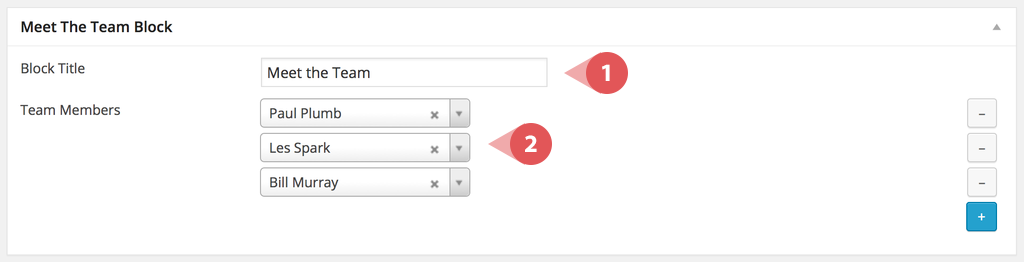 Meet The Team Block
Block Title
Meet the Team
1
Team Members
Paul Plumb
–
Les Spark
2
–
Bill Murray
–
+